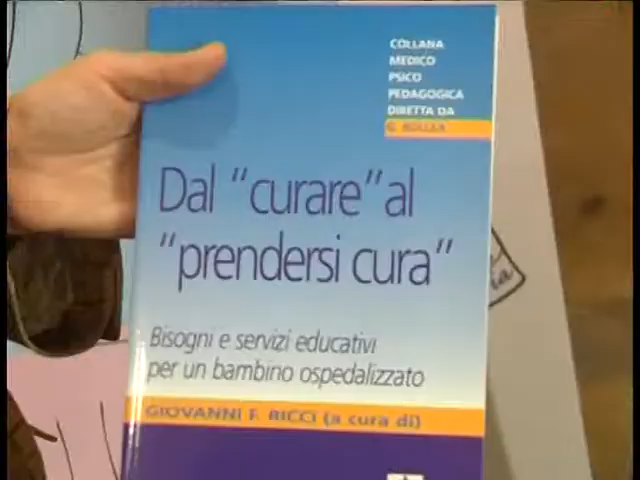 COLLANA
MEDICO
PSICO
PEDAGOGICA
DIRETTA DA
G. BOLLEA
Dal "curare" al
"prendersi cura"
Bisogni e servizi educativi
per un bambino ospedalizzato
GIOVANNI F. RICCI (a cura di)